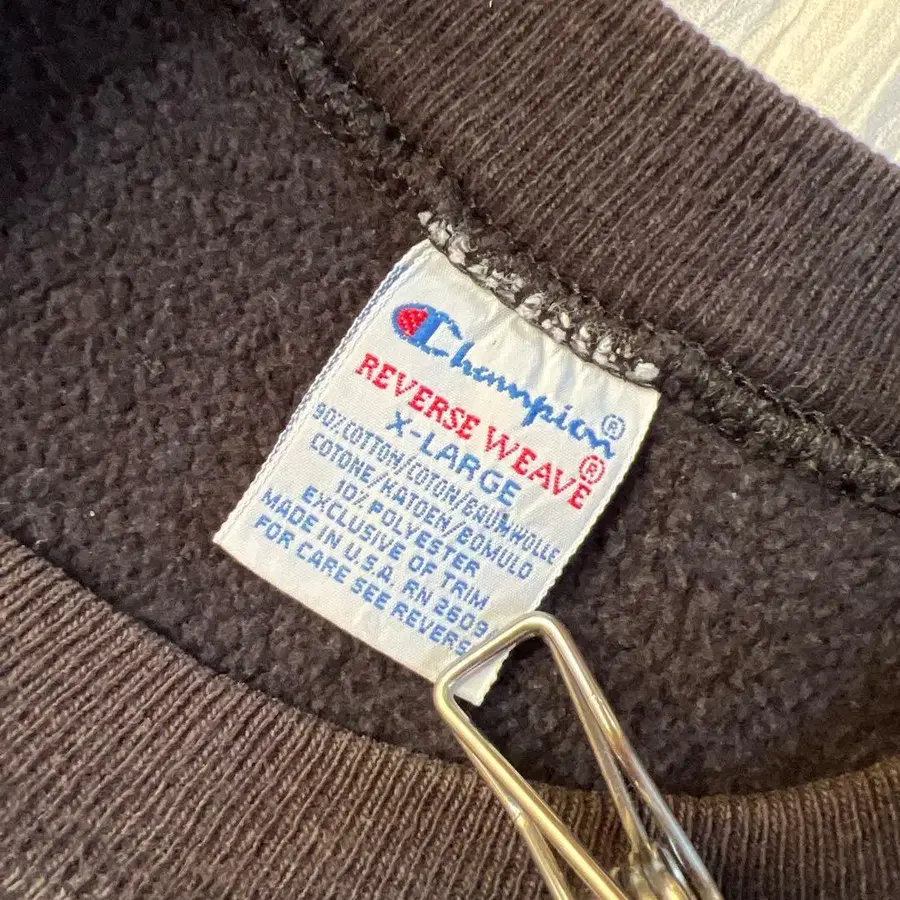 Champion®
REVERSE WEAVE®
X-LARGE
90%COTTON/COTON/BAUMWOLLE
COTONE/KATOEN/BOMULD
10% POLYESTER
EXCLUSIVE OF TRIM
MADE IN U.S.A. RN 26094
FOR CARE SEE REVERS